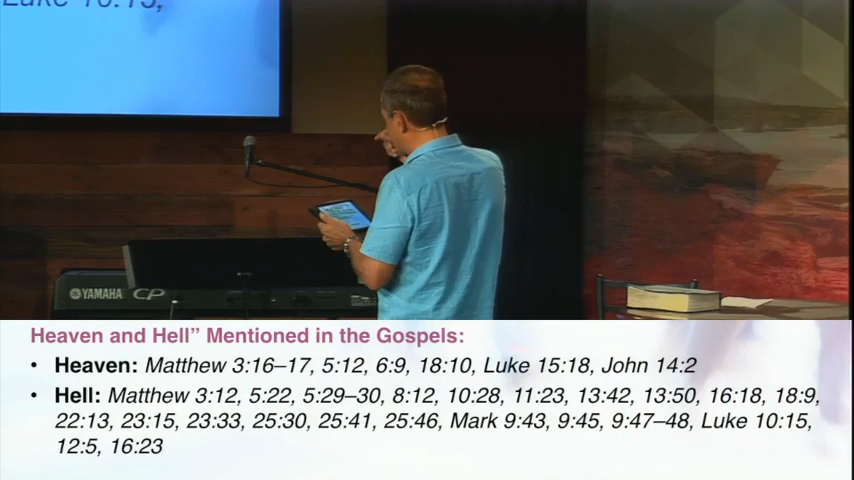 Luke 10:15,
YAMAHA CP
Heaven and Hell” Mentioned in the Gospels:
• Heaven: Matthew 3:16–17, 5:12, 6:9, 18:10, Luke 15:18, John 14:2
• Hell: Matthew 3:12, 5:22, 5:29–30, 8:12, 10:28, 11:23, 13:42, 13:50, 16:18, 18:9,
22:13, 23:15, 23:33, 25:30, 25:41, 25:46, Mark 9:43, 9:45, 9:47–48, Luke 10:15,
12:5, 16:23